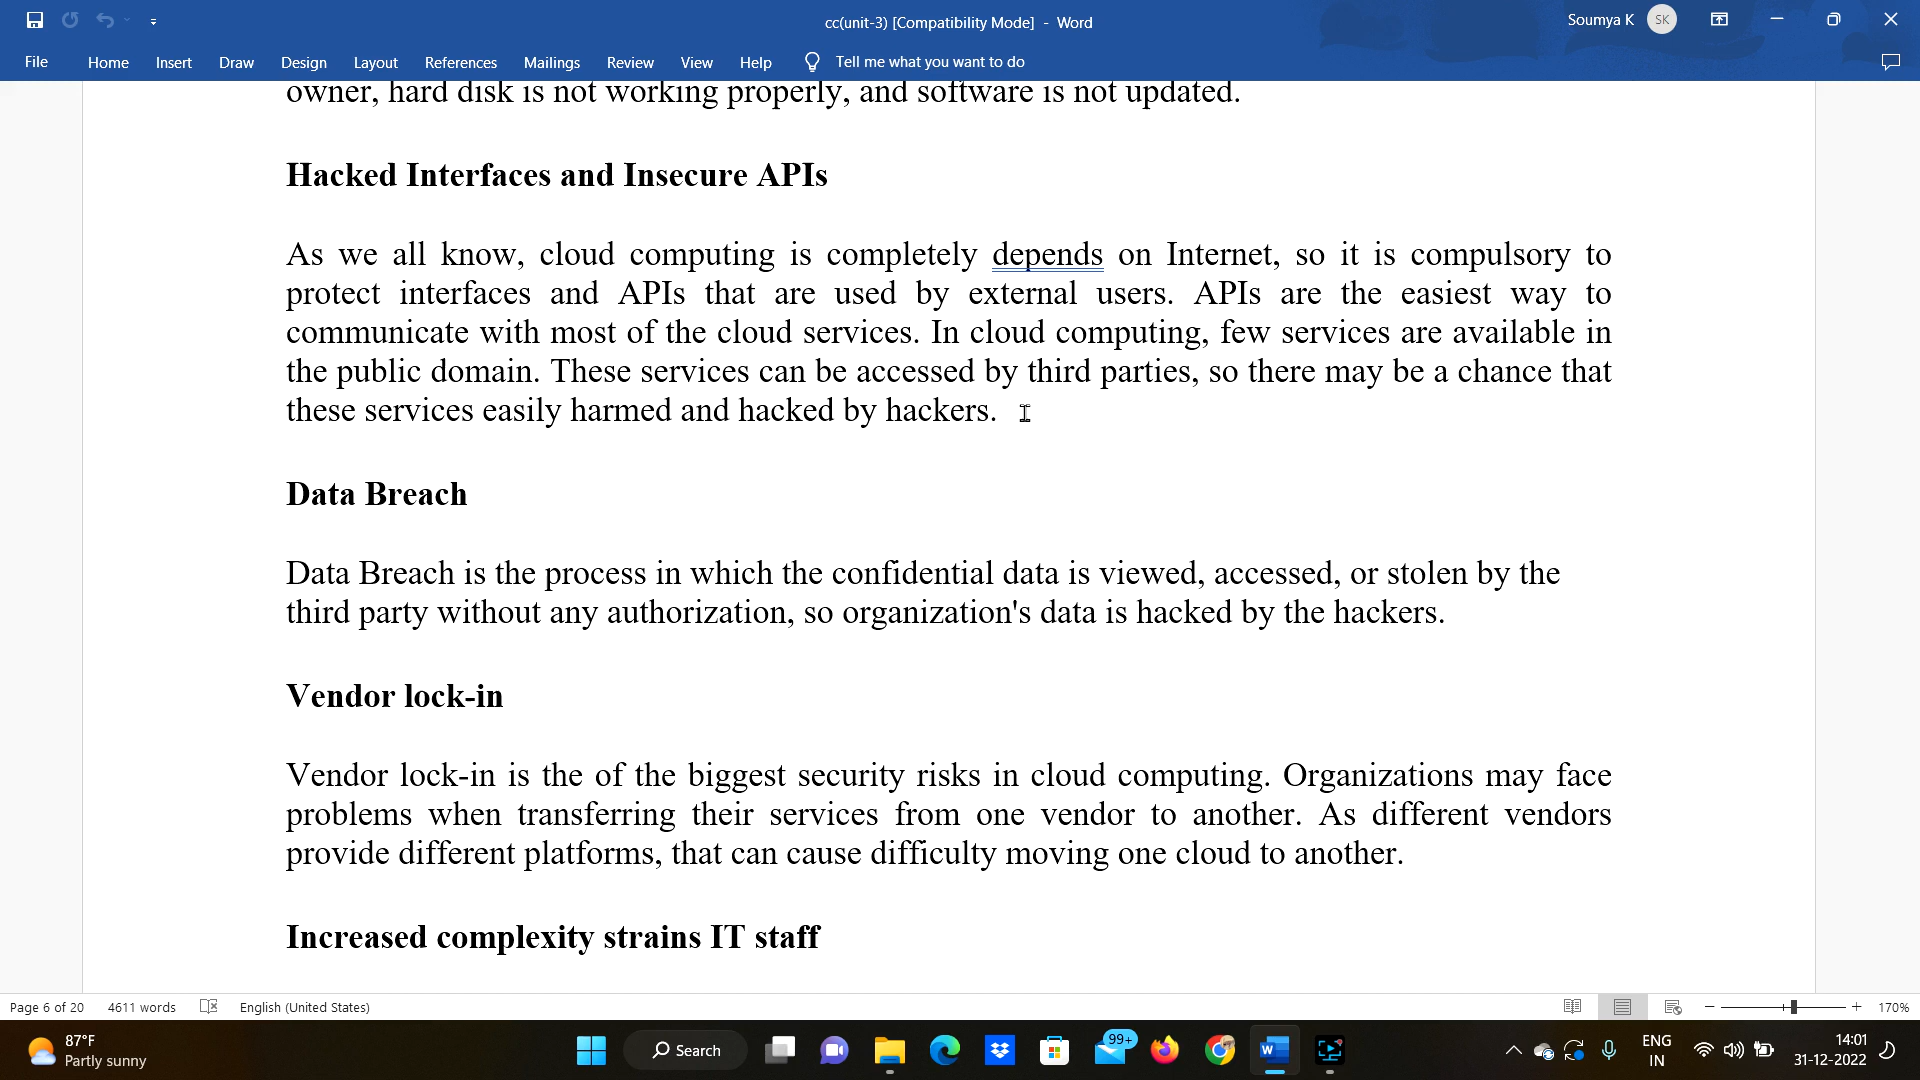 cc(unit-3) [Compatibility Mode] - Word
Soumya K
SK
File Home Insert Draw Design Layout References Mailings Review View Help Tell me what you want to do
owner, hard disk is not working properly, and software is not updated.
Hacked Interfaces and Insecure APIs
As we all know, cloud computing is completely depends on Internet, so it is compulsory to
protect interfaces and APIs that are used by external users. APIs are the easiest way to
communicate with most of the cloud services. In cloud computing, few services are available in
the public domain. These services can be accessed by third parties, so there may be a chance that
these services easily harmed and hacked by hackers.
Data Breach
Data Breach is the process in which the confidential data is viewed, accessed, or stolen by the
third party without any authorization, so organization's data is hacked by the hackers.
Vendor lock-in
Vendor lock-in is the of the biggest security risks in cloud computing. Organizations may face
problems when transferring their services from one vendor to another. As different vendors
provide different platforms, that can cause difficulty moving one cloud to another.
Increased complexity strains IT staff
Page 6 of 20 4611 words English (United States) 170%
87°F
Partly sunny
Search
99+
ENG
IN
14:01
31-12-2022